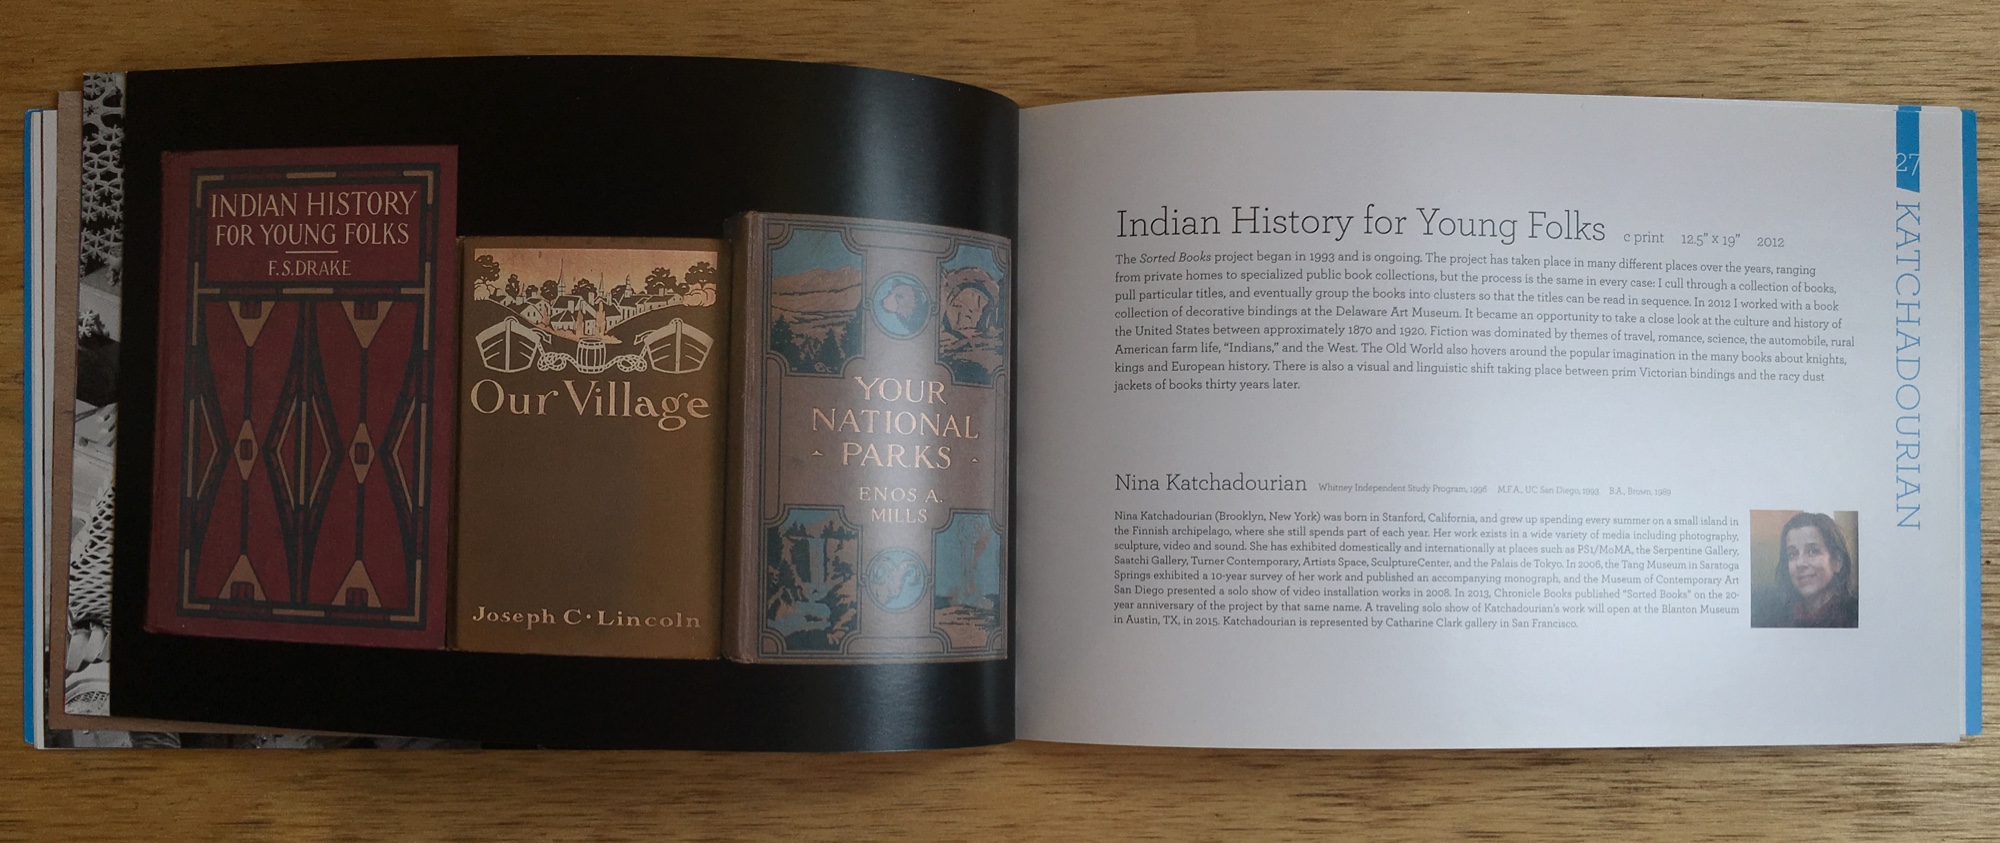 INDIAN HISTORY
FOR YOUNG FOLKS
F.S.DRAKE
Our Village
Joseph C·Lincoln
YOUR
NATIONAL
PARKS
ENOS A.
MILLS
Indian History for Young Folks c print 12.5" x 19" 2012
The Sorted Books project began in 1993 and is ongoing. The project has taken place in many different places over the years, ranging
from private homes to specialized public book collections, but the process is the same in every case: I cull through a collection of books,
pull particular titles, and eventually group the books into clusters so that the titles can be read in sequence. In 2012 I worked with a book
collection of decorative bindings at the Delaware Art Museum. It became an opportunity to take a close look at the culture and history of
the United States between approximately 1870 and 1920. Fiction was dominated by themes of travel, romance, science, the automobile, rural
American farm life, "Indians," and the West. The Old World also hovers around the popular imagination in the many books about knights,
kings and European history. There is also a visual and linguistic shift taking place between prim Victorian bindings and the racy dust
jackets of books thirty years later.
Nina Katchadourian Whitney Independent Study Program, 1996 M.F.A., UC San Diego, 1993 B.A., Brown, 1989
Nina Katchadourian (Brooklyn, New York) was born in Stanford, California, and grew up spending every summer on a small island in
the Finnish archipelago, where she still spends part of each year. Her work exists in a wide variety of media including photography,
sculpture, video and sound. She has exhibited domestically and internationally at places such as PS1/MoMA, the Serpentine Gallery,
Saatchi Gallery, Turner Contemporary, Artists Space, SculptureCenter, and the Palais de Tokyo. In 2006, the Tang Museum in Saratoga
Springs exhibited a 10-year survey of her work and published an accompanying monograph, and the Museum of Contemporary Art
San Diego presented a solo show of video installation works in 2008. In 2013, Chronicle Books published "Sorted Books" on the 20-
year anniversary of the project by that same name. A traveling solo show of Katchadourian's work will open at the Blanton Museum
in Austin, TX, in 2015. Katchadourian is represented by Catharine Clark gallery in San Francisco.
27
KATCHADOURIAN